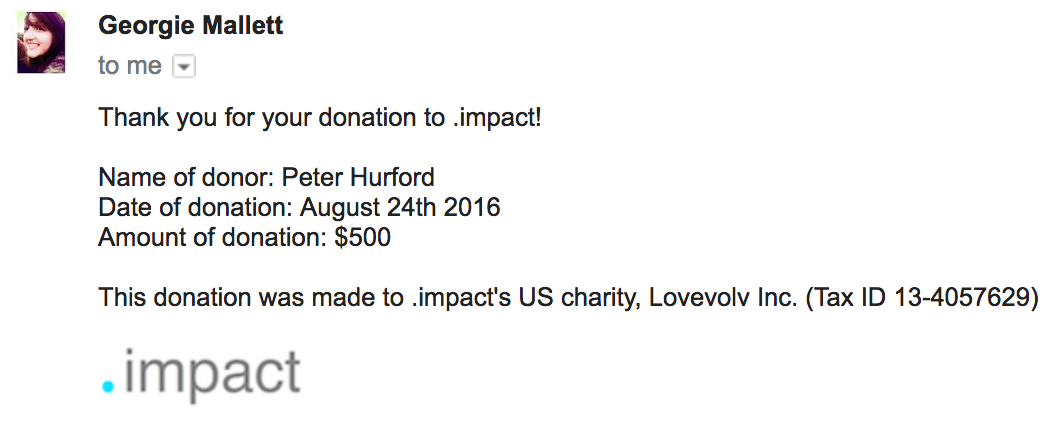 Georgie Mallett
to me
Thank you for your donation to .impact!
Name of donor: Peter Hurford
Date of donation: August 24th 2016
Amount of donation: $500
This donation was made to .impact's US charity, Lovevolv Inc. (Tax ID 13-4057629)
.impact